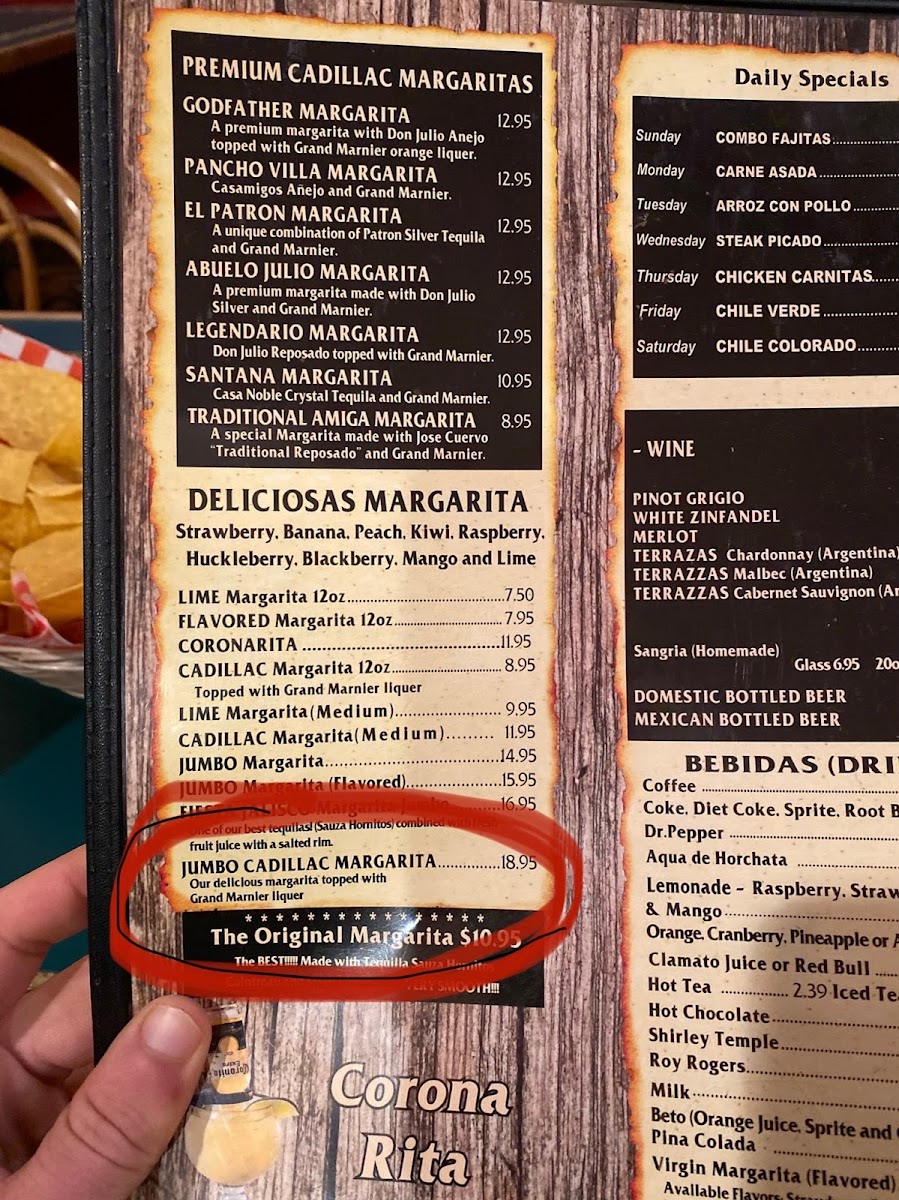 PREMIUM CADILLAC MARGARITAS
GODFATHER MARGARITA 12.95
A premium margarita with Don Julio Anejo
topped with Grand Marnier orange liquer.
PANCHO VILLA MARGARITA 12.95
Casamigos Añejo and Grand Marnier.
EL PATRON MARGARITA 12.95
A unique combination of Patron Silver Tequila
and Grand Marnier.
ABUELO JULIO MARGARITA 12.95
A premium margarita made with Don Julio
Silver and Grand Marnier.
LEGENDARIO MARGARITA 12.95
Don Julio Reposado topped with Grand Marnier.
SANTANA MARGARITA 10.95
Casa Noble Crystal Tequila and Grand Marnier.
TRADITIONAL AMIGA MARGARITA 8.95
A special Margarita made with Jose Cuervo
"Traditional Reposado" and Grand Marnier.
DELICIOSAS MARGARITA
Strawberry, Banana, Peach, Kiwi, Raspberry,
Huckleberry, Blackberry, Mango and Lime
LIME Margarita 12oz 7.50
FLAVORED Margarita 12oz 7.95
CORONARITA 11.95
CADILLAC Margarita 12oz 8.95
Topped with Grand Marnier liquer
LIME Margarita (Medium) 9.95
CADILLAC Margarita (Medium) 11.95
JUMBO Margarita 14.95
JUMBO Margarita (Flavored) 15.95
FIESTA JALISCO Margarita Jumbo 16.95
One of our best tequilas! (Sauza Hornitos) combined with fresh
fruit juice with a salted rim.
JUMBO CADILLAC MARGARITA 18.95
Our delicious margarita topped with
Grand Marnier liquer
* * * * * * * * * * * * * * * *
The Original Margarita $10.95
The BEST!!!!! Made with Tequilla Sauza Hornitos
VERY SMOOTH!!!
Corona
Rita
Daily Specials
Sunday COMBO FAJITAS
Monday CARNE ASADA
Tuesday ARROZ CON POLLO
Wednesday STEAK PICADO
Thursday CHICKEN CARNITAS
Friday CHILE VERDE
Saturday CHILE COLORADO
- WINE
PINOT GRIGIO
WHITE ZINFANDEL
MERLOT
TERRAZAS Chardonnay (Argentina)
TERRAZZAS Malbec (Argentina)
TERRAZZAS Cabernet Sauvignon (Ar
Sangria (Homemade)
Glass 6.95 20o
DOMESTIC BOTTLED BEER
MEXICAN BOTTLED BEER
BEBIDAS (DRI
Coffee
Coke, Diet Coke, Sprite, Root B
Dr.Pepper
Aqua de Horchata
Lemonade - Raspberry, Straw
& Mango
Orange, Cranberry, Pineapple or A
Clamato Juice or Red Bull
Hot Tea 2.39 Iced Te
Hot Chocolate
Shirley Temple
Roy Rogers
Milk
Beto (Orange Juice, Sprite and
Pina Colada
Virgin Margarita (Flavored)
Available Flavors: Straw